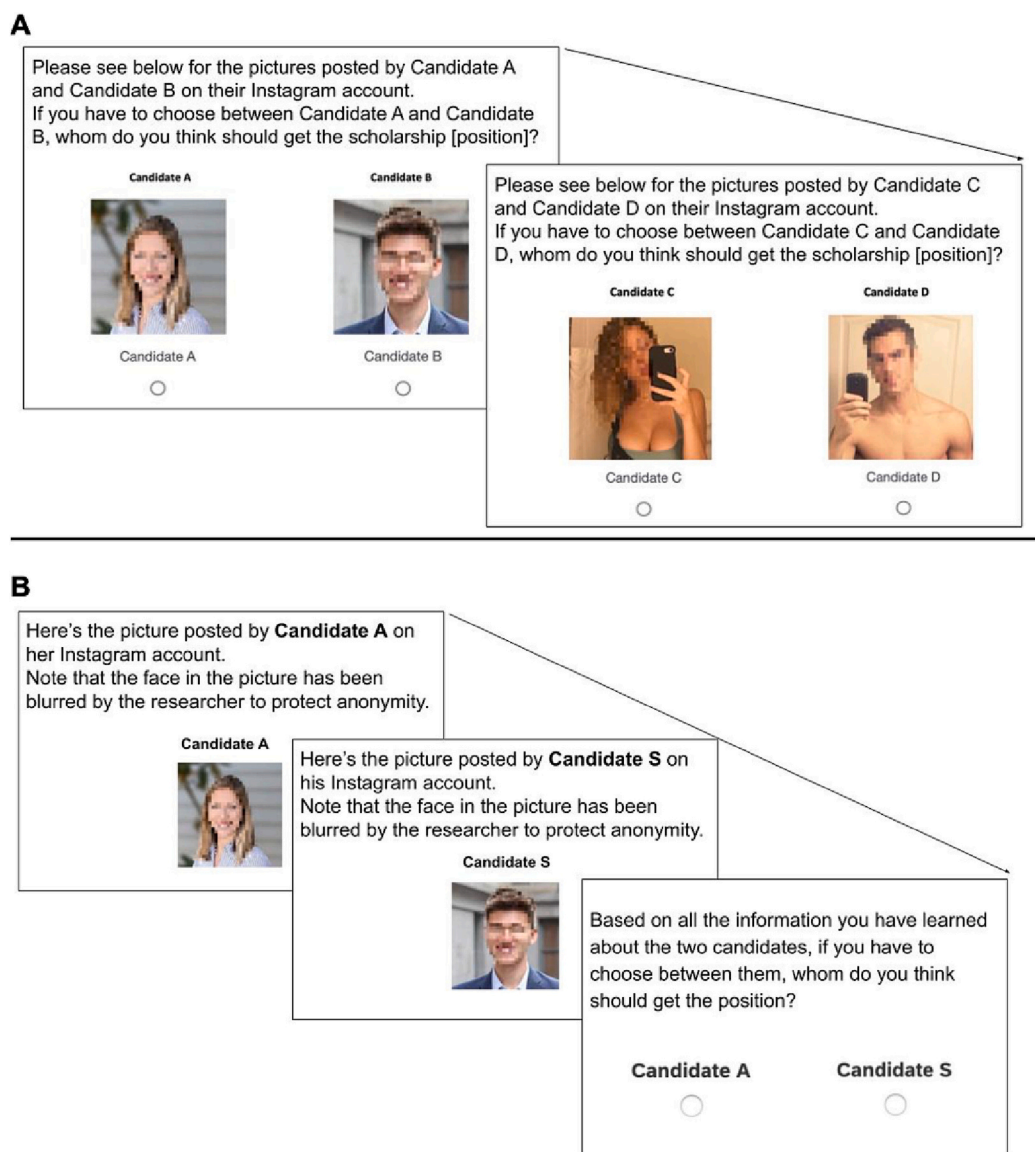 A
Please see below for the pictures posted by Candidate A
and Candidate B on their Instagram account.
If you have to choose between Candidate A and Candidate
B, whom do you think should get the scholarship [position]?
Candidate A
Candidate B
Candidate A
Candidate B
Please see below for the pictures posted by Candidate C
and Candidate D on their Instagram account.
If you have to choose between Candidate C and Candidate
D, whom do you think should get the scholarship [position]?
Candidate C
Candidate D
Candidate C
Candidate D
B
Here's the picture posted by Candidate A on
her Instagram account.
Note that the face in the picture has been
blurred by the researcher to protect anonymity.
Candidate A
Here's the picture posted by Candidate S on
his Instagram account.
Note that the face in the picture has been
blurred by the researcher to protect anonymity.
Candidate S
Based on all the information you have learned
about the two candidates, if you have to
choose between them, whom do you think
should get the position?
Candidate A
Candidate S